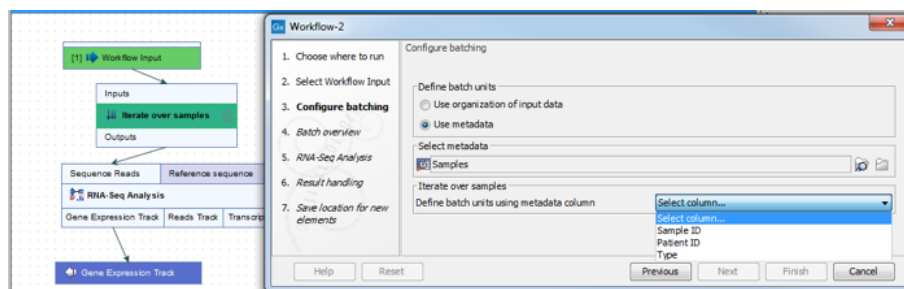 [1] Workflow Input
Inputs
Iterate over samples
Outputs
Sequence Reads
Reference sequence
RNA-Seq Analysis
Gene Expression Track
Reads Track
Transcrip
Gene Expression Track
Workflow-2
1. Choose where to run
2. Select Workflow Input
3. Configure batching
4. Batch overview
5. RNA-Seq Analysis
6. Result handling
7. Save location for new
elements
Configure batching
Define batch units
Use organization of input data
Use metadata
Select metadata
Samples
Iterate over samples
Define batch units using metadata column
Select column...
Select column...
Sample ID
Patient ID
Type
Help
Reset
Previous
Next
Finish
Cancel